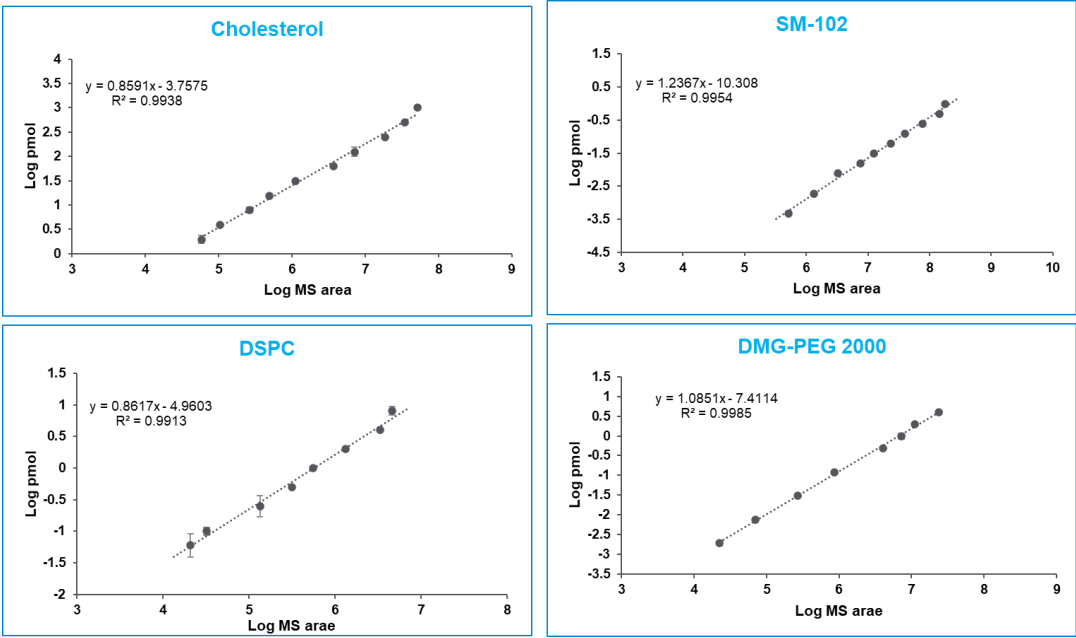 Cholesterol
y = 0.8591x - 3.7575
R² = 0.9938
Log pmol
4
3.5
3
2.5
2
1.5
1
0.5
0
3 4 5 6 7 8 9
Log MS area
SM-102
y = 1.2367x - 10.308
R² = 0.9954
Log pmol
1.5
0.5
-0.5
-1.5
-2.5
-3.5
-4.5
3 4 5 6 7 8 9 10
Log MS area
DSPC
y = 0.8617x - 4.9603
R² = 0.9913
Log pmol
1.5
1
0.5
0
-0.5
-1
-1.5
-2
3 4 5 6 7 8
Log MS arae
DMG-PEG 2000
y = 1.0851x - 7.4114
R² = 0.9985
Log pmol
1.5
1
0.5
0
-0.5
-1
-1.5
-2
-2.5
-3
-3.5
3 4 5 6 7 8 9
Log MS arae